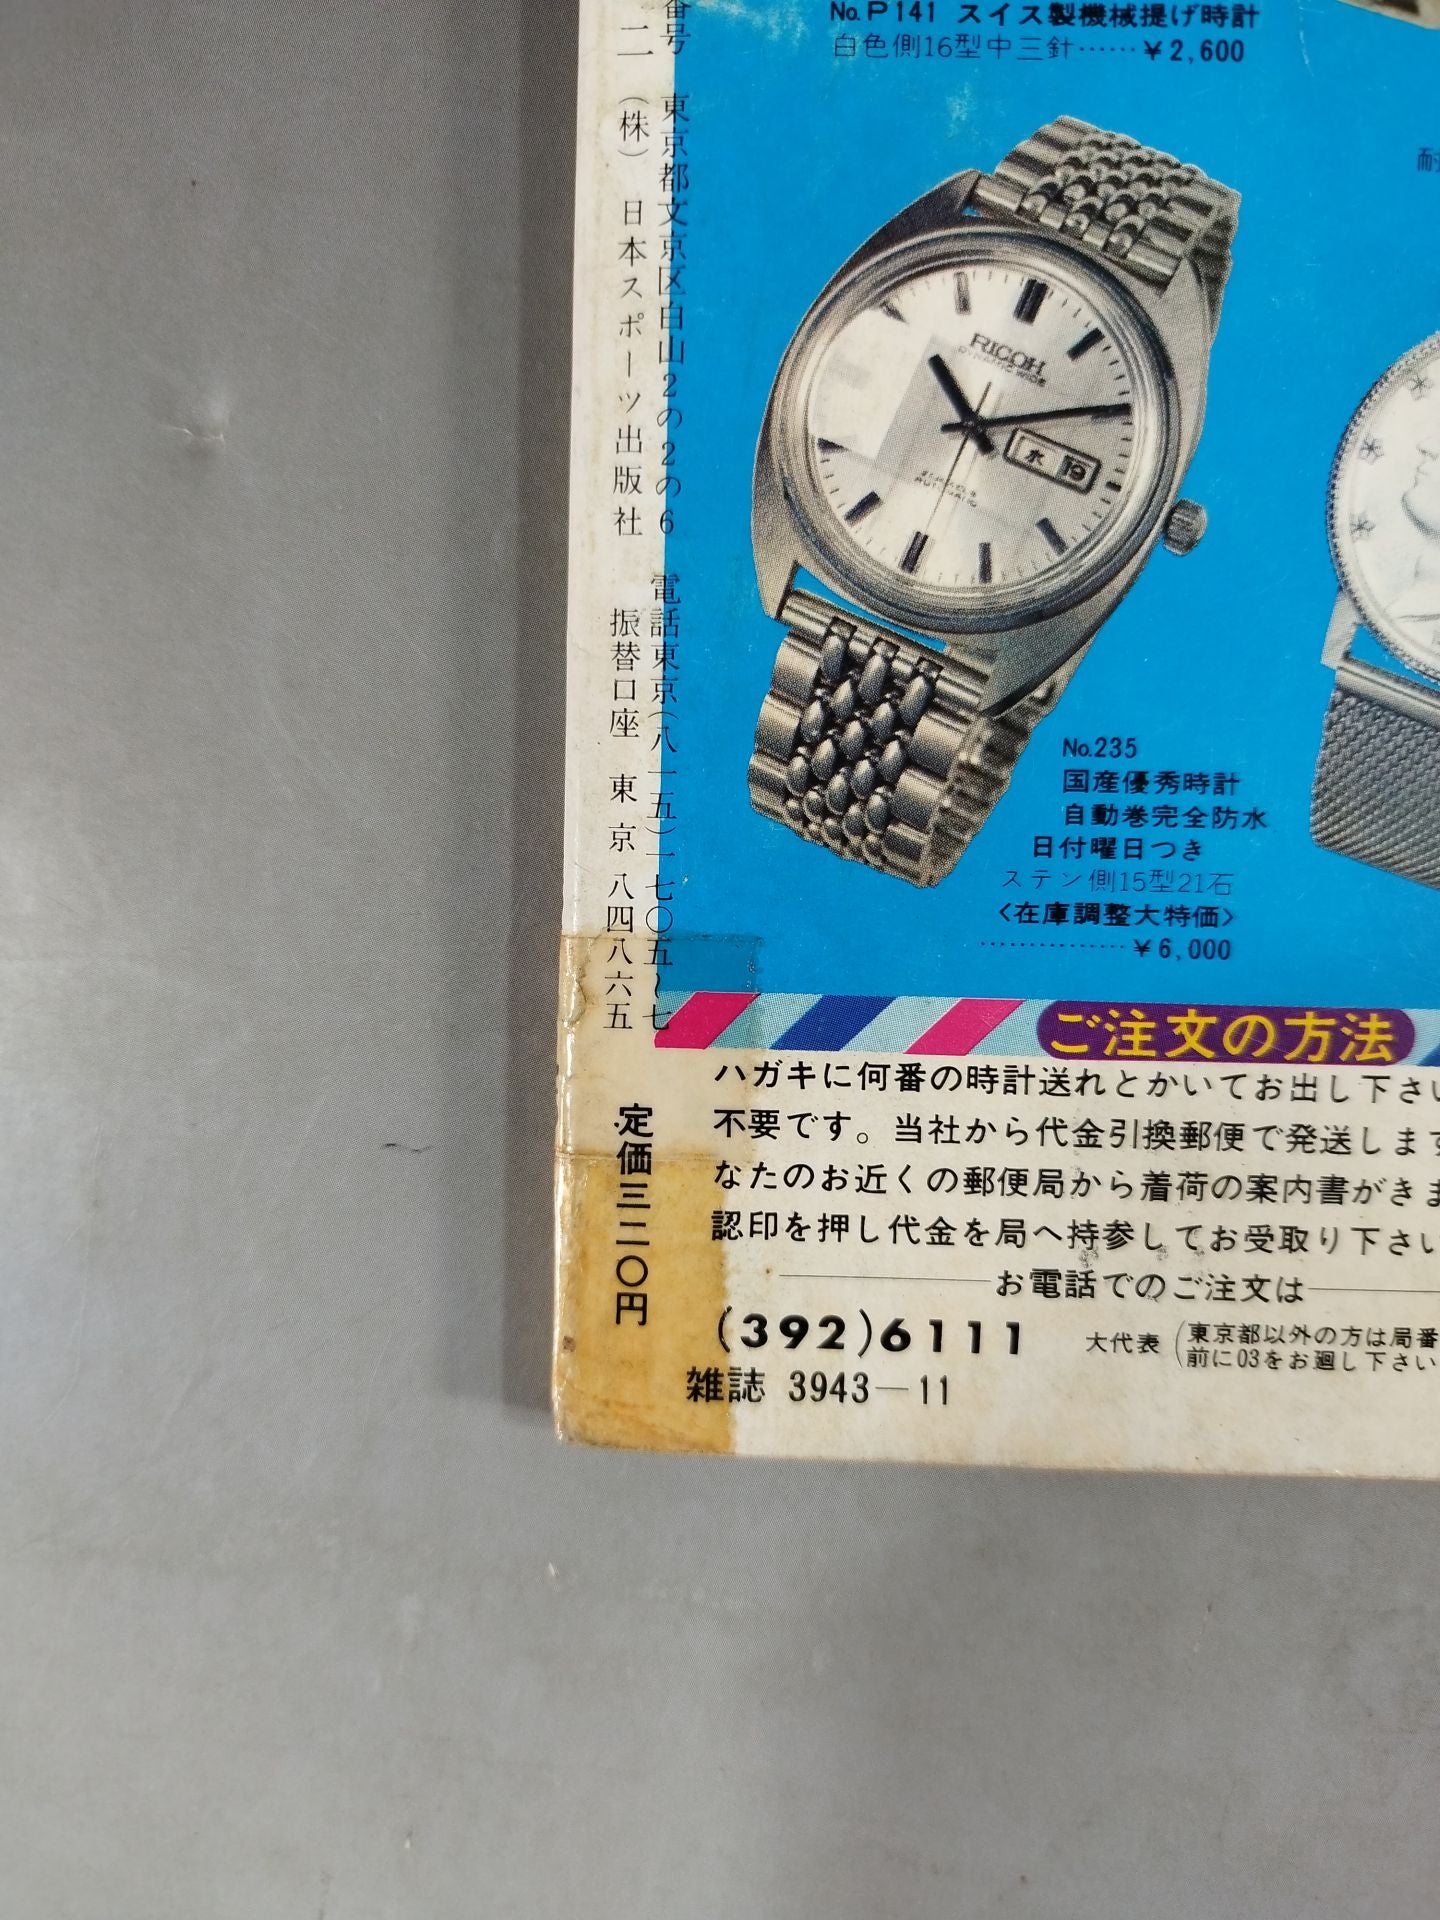 No.P141 スイス製機械提げ時計
白色側16型中三針……¥2,600
耐
RICOH
DYNAMIC WIDE
水 19
AUTOMATIC
No.235
国産優秀時計
自動巻完全防水
日付曜日つき
ステン側15型21石
〈在庫調整大特価〉
……………¥6,000
番号 東京都文京区白山2の2の6 電話東京(八一五)一七〇五〜七
二 (株) 日本スポーツ出版社 振替口座 東京 八四八六五
定価三二〇円
ご注文の方法
ハガキに何番の時計送れとかいてお出し下さい
不要です。当社から代金引換郵便で発送します
なたのお近くの郵便局から着荷の案内書がきま
認印を押し代金を局へ持参してお受取り下さい
お電話でのご注文は
(392)6111 大代表
(東京都以外の方は局番
前に03をお廻し下さい
雑誌 3943—11